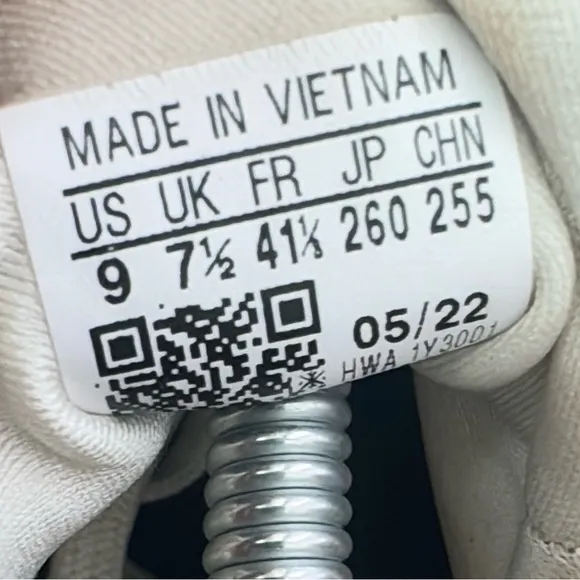 MADE IN VIETNAM
US UK FR JP CHN
9 7½ 41⅓ 260 255
05/22
HWA 1Y3001